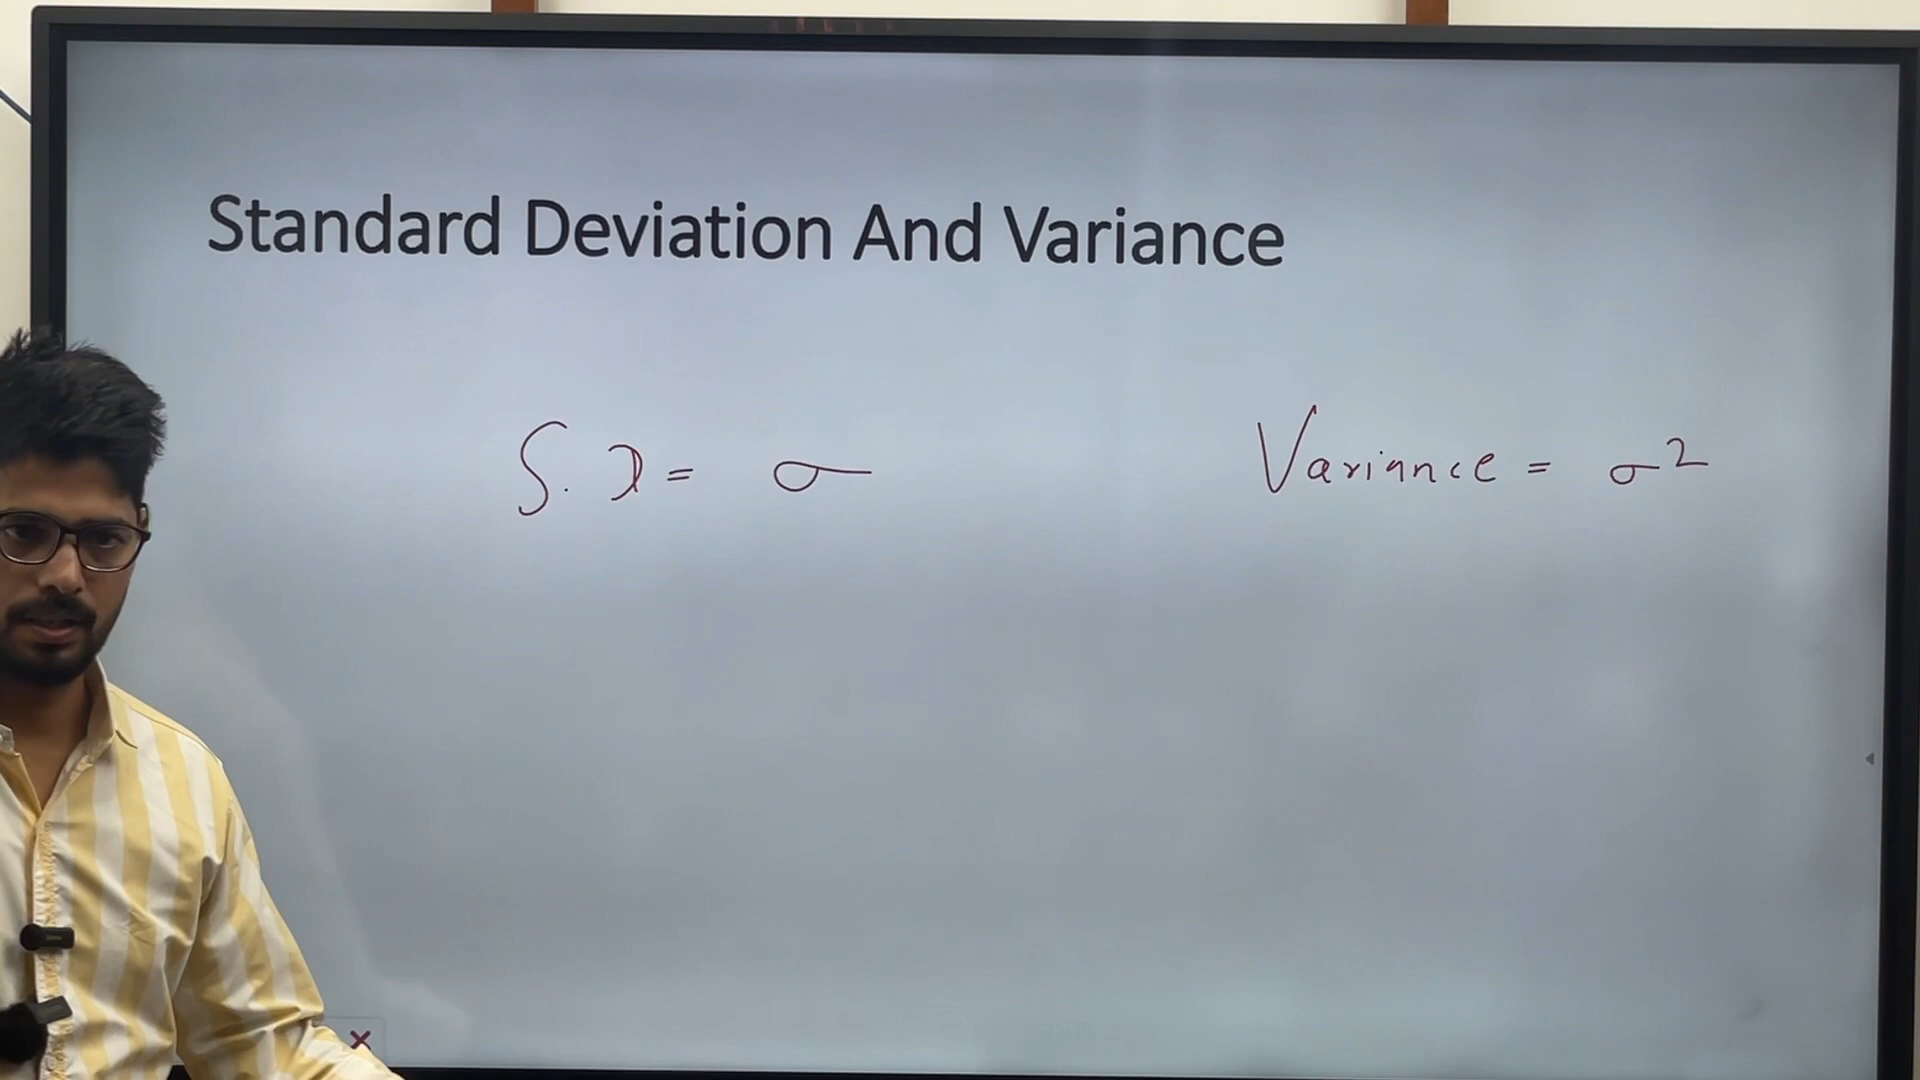 Standard Deviation And Variance
S.D = σ
Variance = σ²